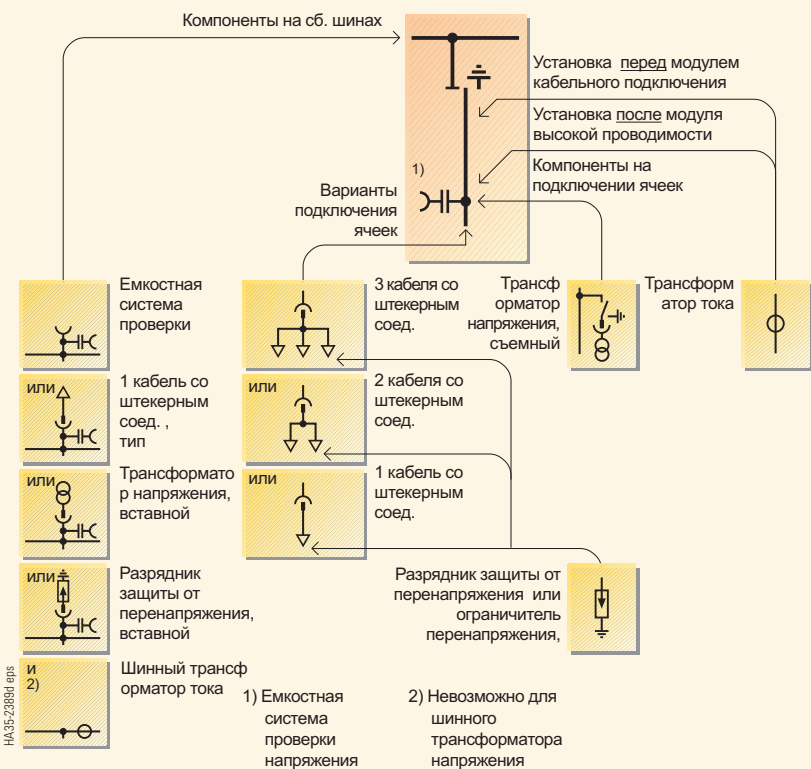 Компоненты на сб. шинах
Установка перед модулем
кабельного подключения
Установка после модуля
высокой проводимости
Компоненты на
подключении ячеек
1)
Варианты
подключения
ячеек
Емкостная
система
проверки
3 кабеля со
штекерным
соед.
Трансф
орматор
напряжения,
съемный
Трансформ
атор тока
или
1 кабель со
штекерным
соед. ,
тип
или
2 кабеля со
штекерным
соед.
или
Трансформато
р напряжения,
вставной
или
1 кабель со
штекерным
соед.
или
Разрядник
защиты от
перенапряжения,
вставной
Разрядник защиты от
перенапряжения или
ограничитель
перенапряжения,
и
2)
Шинный трансф
орматор тока
1) Емкостная
система
проверки
напряжения
2) Невозможно для
шинного
трансформатора
напряжения
HA35-2389d eps